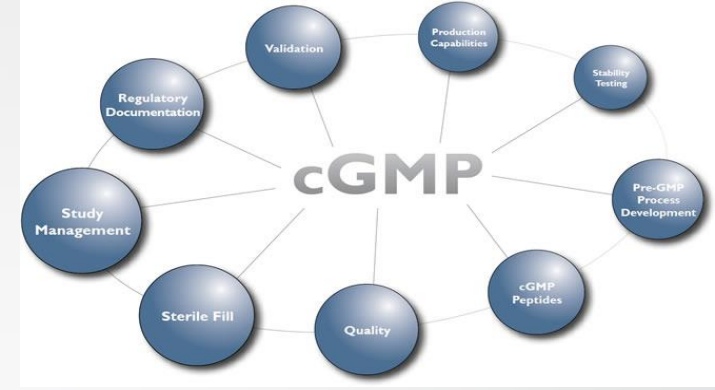 Validation
Production
Capabilities
Stability
Testing
Regulatory
Documentation
cGMP
Pre-GMP
Process
Development
Study
Management
cGMP
Peptides
Sterile Fill
Quality